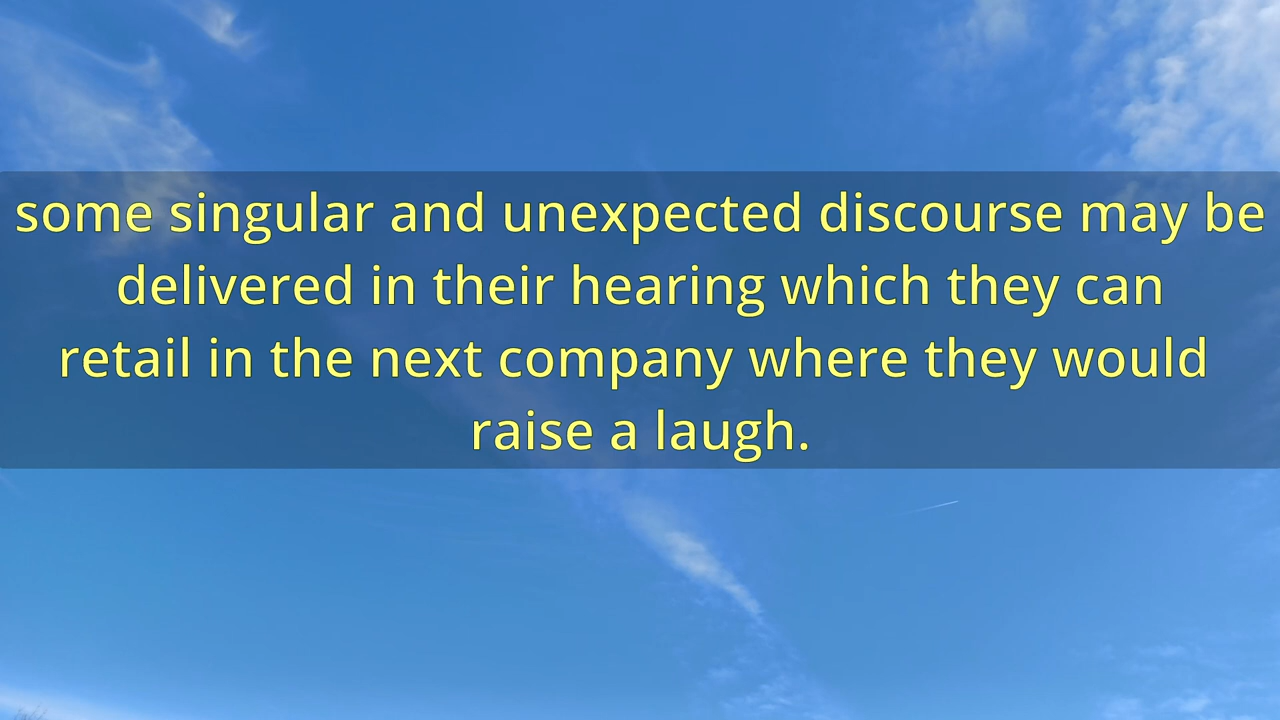 some singular and unexpected discourse may be
delivered in their hearing which they can
retail in the next company where they would
raise a laugh.